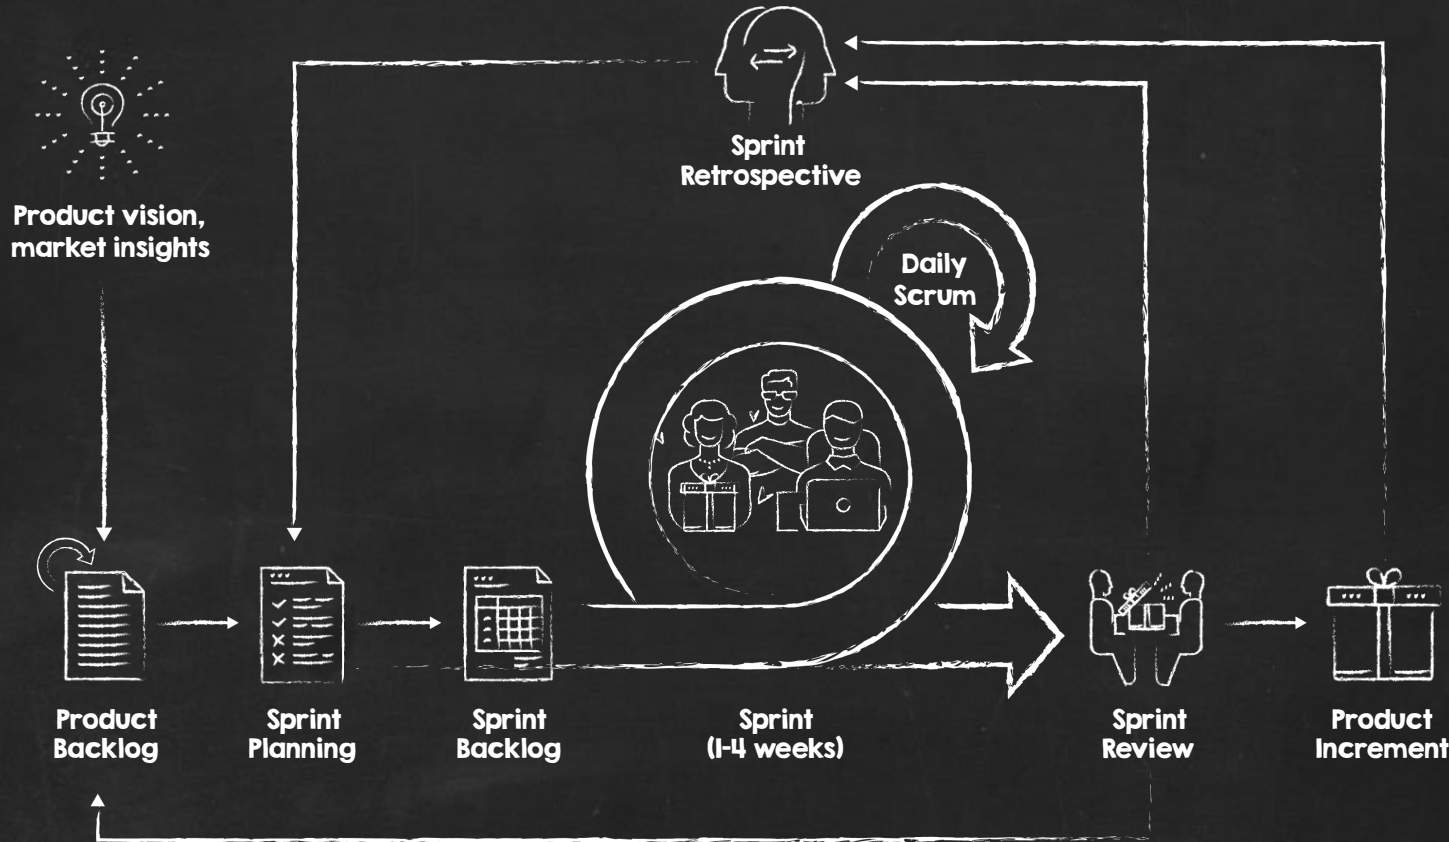 Sprint
Retrospective
Product vision,
market insights
Daily
Scrum
Product
Backlog
Sprint
Planning
Sprint
Backlog
Sprint
(1-4 weeks)
Sprint
Review
Product
Increment